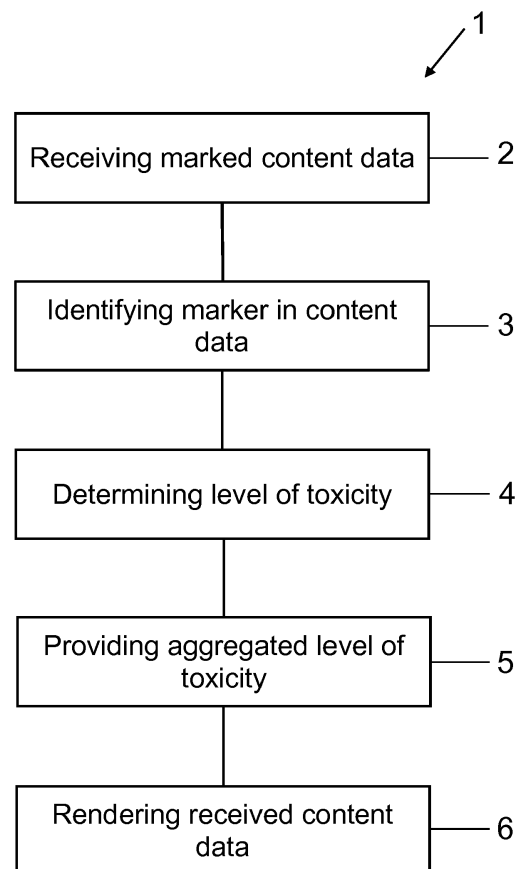 1
Receiving marked content data
2
Identifying marker in content
data
3
Determining level of toxicity
4
Providing aggregated level of
toxicity
5
Rendering received content
data
6